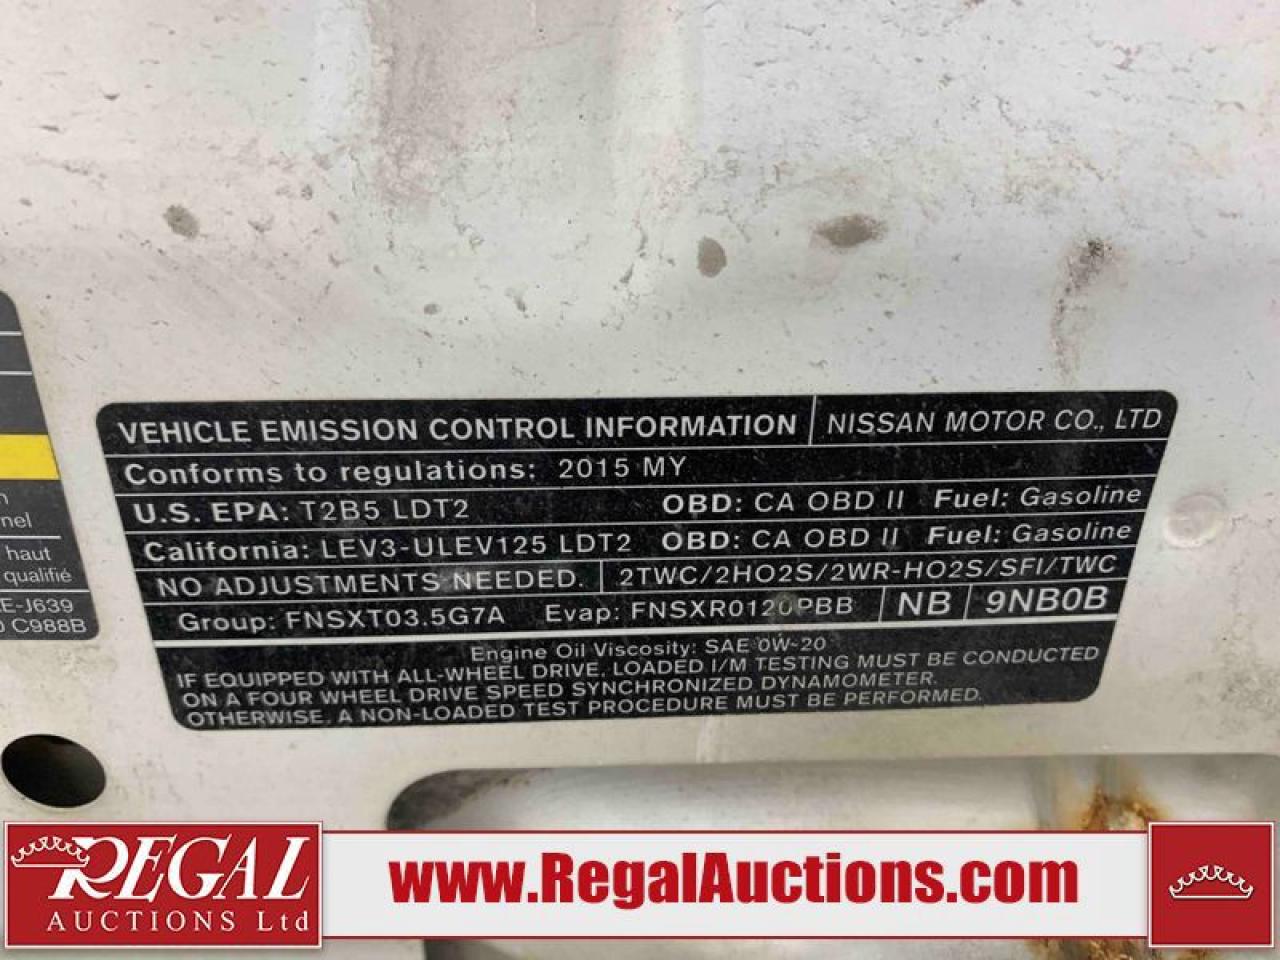 VEHICLE EMISSION CONTROL INFORMATION NISSAN MOTOR CO., LTD
Conforms to regulations: 2015 MY
U.S. EPA: T2B5 LDT2 OBD: CA OBD II Fuel: Gasoline
California: LEV3-ULEV125 LDT2 OBD: CA OBD II Fuel: Gasoline
NO ADJUSTMENTS NEEDED. 2TWC/2HO2S/2WR-HO2S/SFI/TWC
Group: FNSXT03.5G7A Evap: FNSXR0120PBB NB 9NB0B
Engine Oil Viscosity: SAE 0W-20
IF EQUIPPED WITH ALL-WHEEL DRIVE, LOADED I/M TESTING MUST BE CONDUCTED
ON A FOUR WHEEL DRIVE SPEED SYNCHRONIZED DYNAMOMETER.
OTHERWISE, A NON-LOADED TEST PROCEDURE MUST BE PERFORMED.
haut
qualifié
E-J639
C988B
REGAL
AUCTIONS Ltd
www.RegalAuctions.com